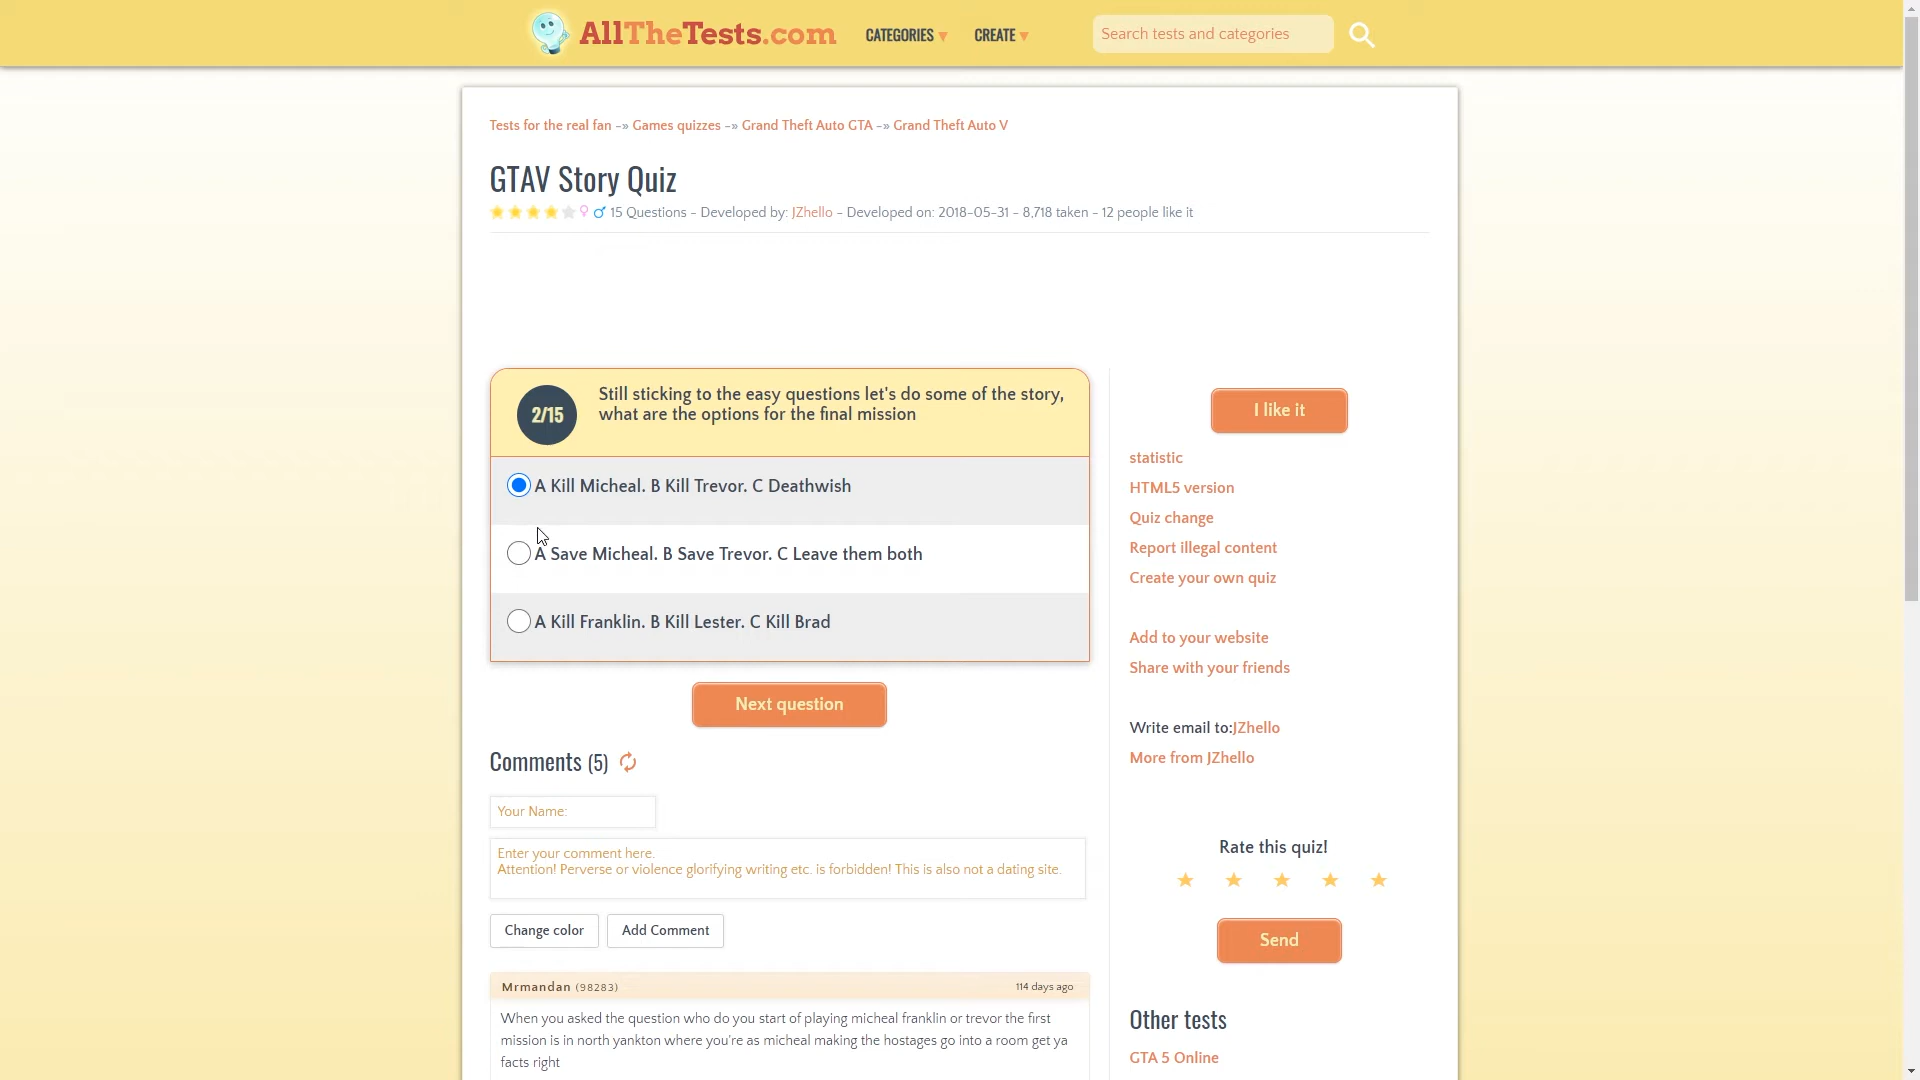 AllTheTests.com
CATEGORIES ▼
CREATE ▼
Search tests and categories
Tests for the real fan -» Games quizzes -» Grand Theft Auto GTA -» Grand Theft Auto V
GTAV Story Quiz
15 Questions - Developed by: JZhello - Developed on: 2018-05-31 - 8,718 taken - 12 people like it
2/15
Still sticking to the easy questions let's do some of the story,
what are the options for the final mission
A Kill Micheal. B Kill Trevor. C Deathwish
A Save Micheal. B Save Trevor. C Leave them both
A Kill Franklin. B Kill Lester. C Kill Brad
Next question
Comments (5)
Your Name:
Enter your comment here.
Attention! Perverse or violence glorifying writing etc. is forbidden! This is also not a dating site.
Change color
Add Comment
Mrmandan (98283)
114 days ago
When you asked the question who do you start of playing micheal franklin or trevor the first
mission is in north yankton where you're as micheal making the hostages go into a room get ya
facts right
I like it
statistic
HTML5 version
Quiz change
Report illegal content
Create your own quiz
Add to your website
Share with your friends
Write email to:JZhello
More from JZhello
Rate this quiz!
Send
Other tests
GTA 5 Online